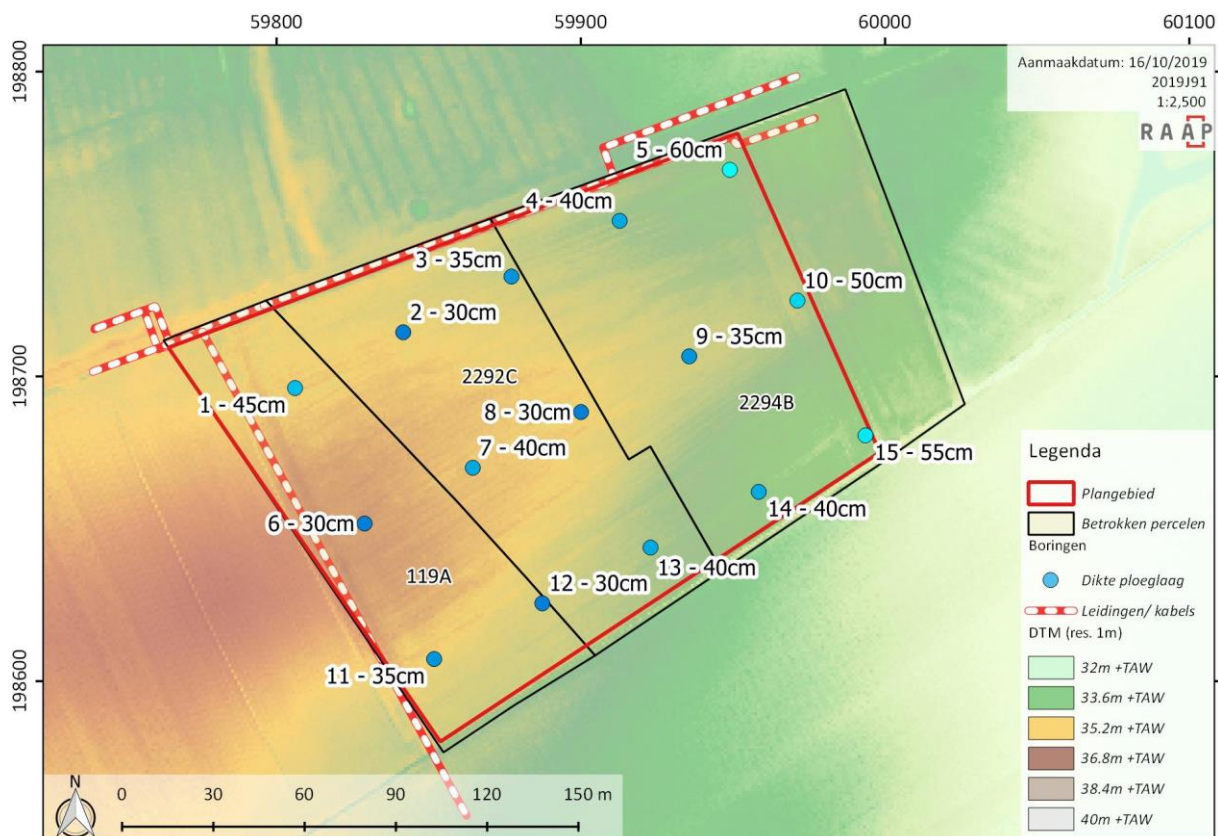 59800
59900
60000
60100
198800
198700
198600
Aanmaakdatum: 16/10/2019
2019J91
1:2,500
RAAP
5 - 60cm
4 - 40cm
3 - 35cm
10 - 50cm
2 - 30cm
9 - 35cm
2292C
1 - 45cm
8 - 30cm
2294B
7 - 40cm
15 - 55cm
14 - 40cm
6 - 30cm
13 - 40cm
119A
12 - 30cm
11 - 35cm
Legenda
Plangebied
Betrokken percelen
Boringen
Dikte ploeglaag
Leidingen/ kabels
DTM (res. 1m)
32m +TAW
33.6m +TAW
35.2m +TAW
36.8m +TAW
38.4m +TAW
40m +TAW
N
0 30 60 90 120 150 m